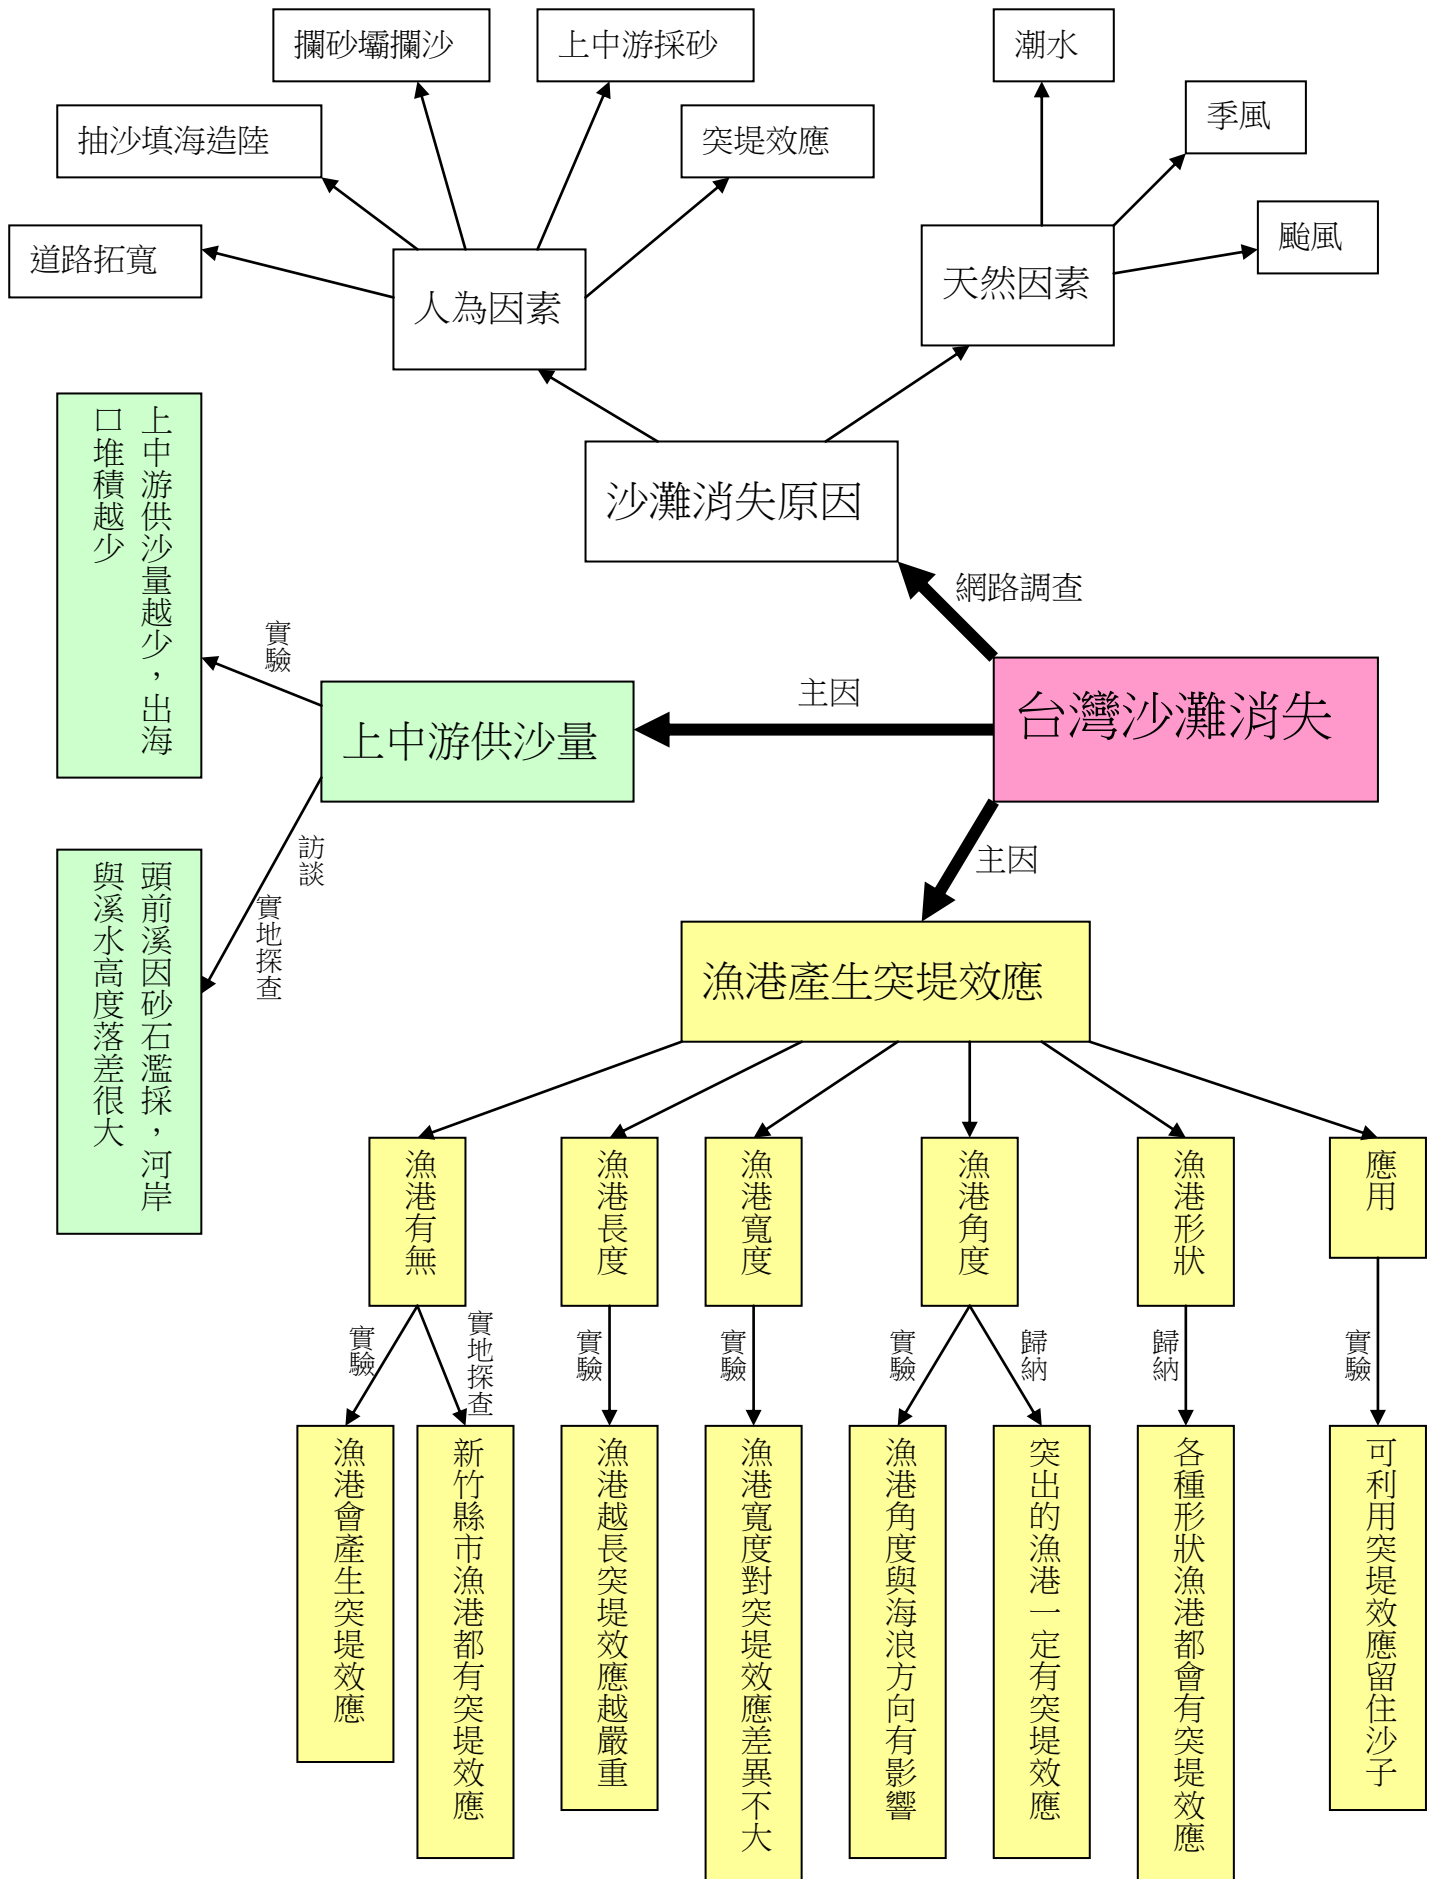 攔砂壩攔沙
上中游採砂
潮水
抽沙填海造陸
突堤效應
季風
道路拓寬
人為因素
天然因素
颱風
沙灘消失原因
網路調查
上中游供沙量越少，出海
口堆積越少
實驗
主因
台灣沙灘消失
上中游供沙量
訪談
實地探查
頭前溪因砂石濫採，河岸
與溪水高度落差很大
主因
漁港產生突堤效應
漁港有無
漁港長度
漁港寬度
漁港角度
漁港形狀
應用
實驗
實地探查
實驗
實驗
實驗
歸納
歸納
實驗
漁港會產生突堤效應
新竹縣市漁港都有突堤效應
漁港越長突堤效應越嚴重
漁港寬度對突堤效應差異不大
漁港角度與海浪方向有影響
突出的漁港一定有突堤效應
各種形狀漁港都會有突堤效應
可利用突堤效應留住沙子